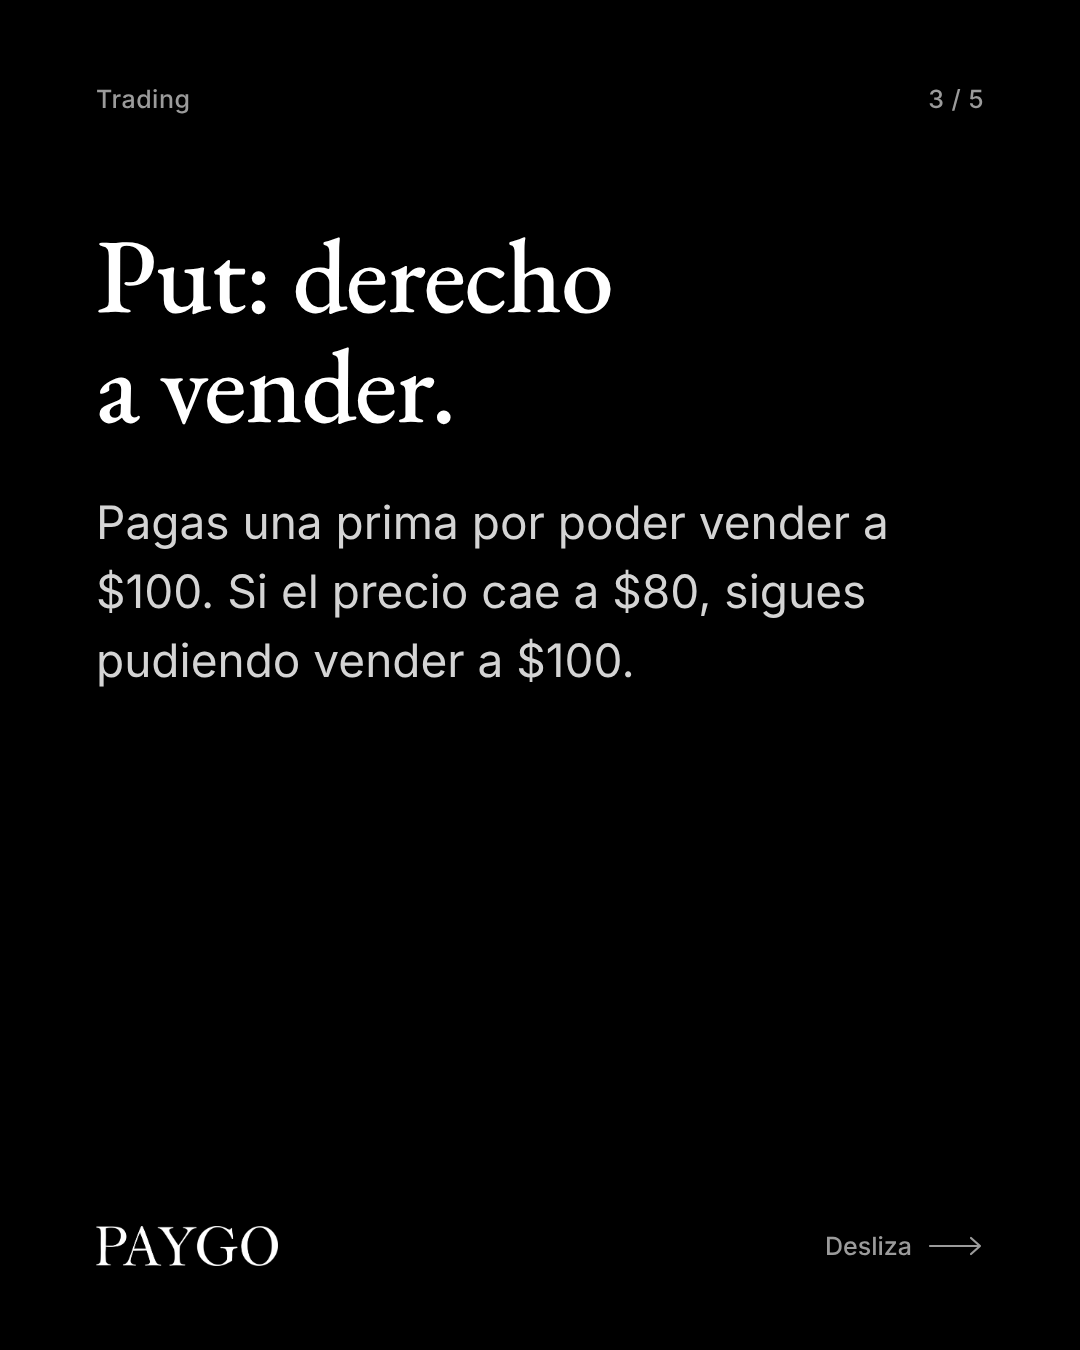 Trading
3 / 5
Put: derecho
a vender.
Pagas una prima por poder vender a
$100. Si el precio cae a $80, sigues
pudiendo vender a $100.
PAYGO
Desliza